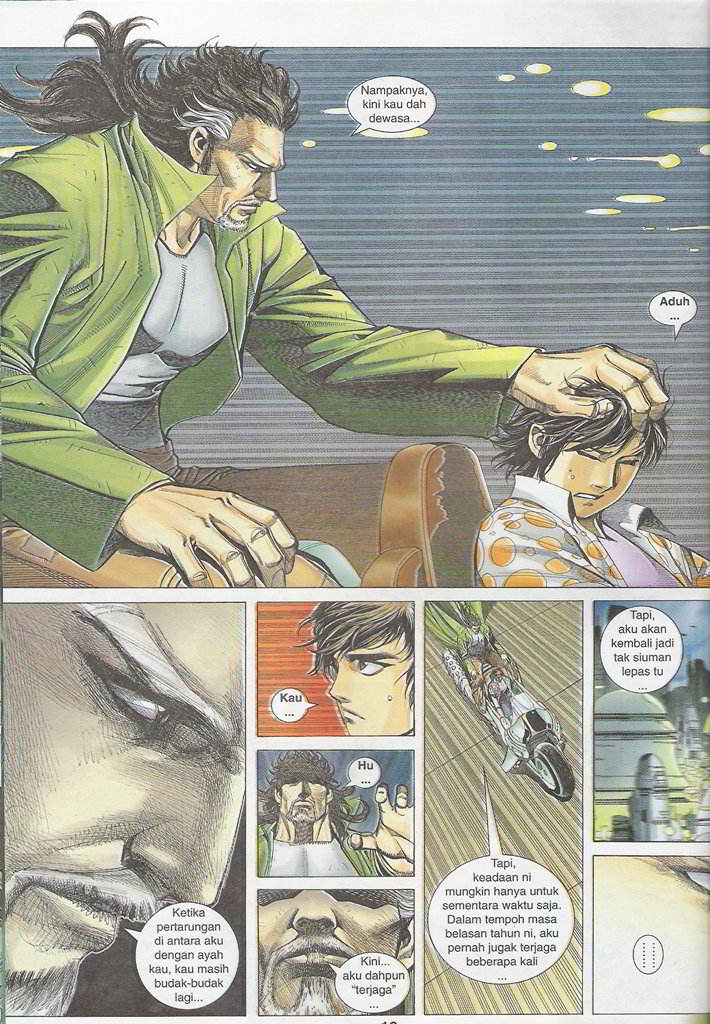 Nampaknya,
kini kau dah
dewasa...
Aduh
...
Ketika
pertarungan
di antara aku
dengan ayah
kau, kau masih
budak-budak
lagi...
Kau
...
Hu
...
Kini...
aku dahpun
“terjaga”
...
Tapi,
keadaan ni
mungkin hanya untuk
sementara waktu saja.
Dalam tempoh masa
belasan tahun ni, aku
pernah jugak terjaga
beberapa kali
...
Tapi,
aku akan
kembali jadi
tak siuman
lepas tu
...